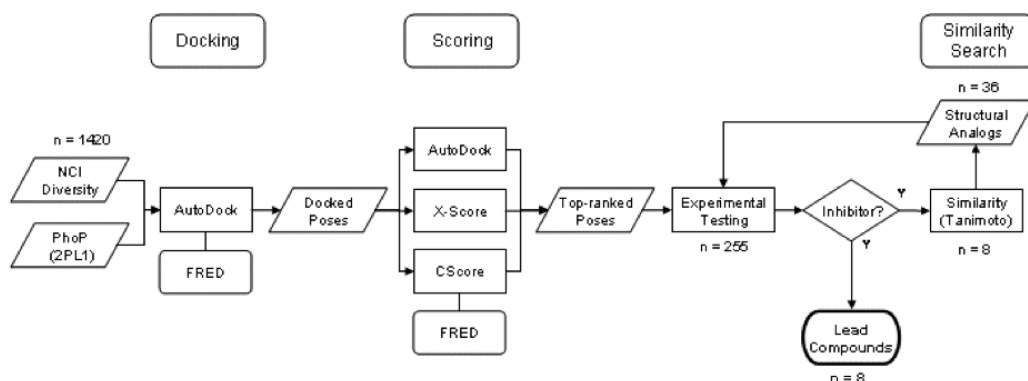 Docking
Scoring
Similarity
Search
n = 1420
NCI
Diversity
PhoP
(2PL1)
AutoDock
FRED
Docked
Poses
AutoDock
X-Score
CScore
FRED
Top-ranked
Poses
Experimental
Testing
n = 255
Inhibitor?
Y
Y
Similarity
(Tanimoto)
n = 8
n = 36
Structural
Analogs
Lead
Compounds
n = 8